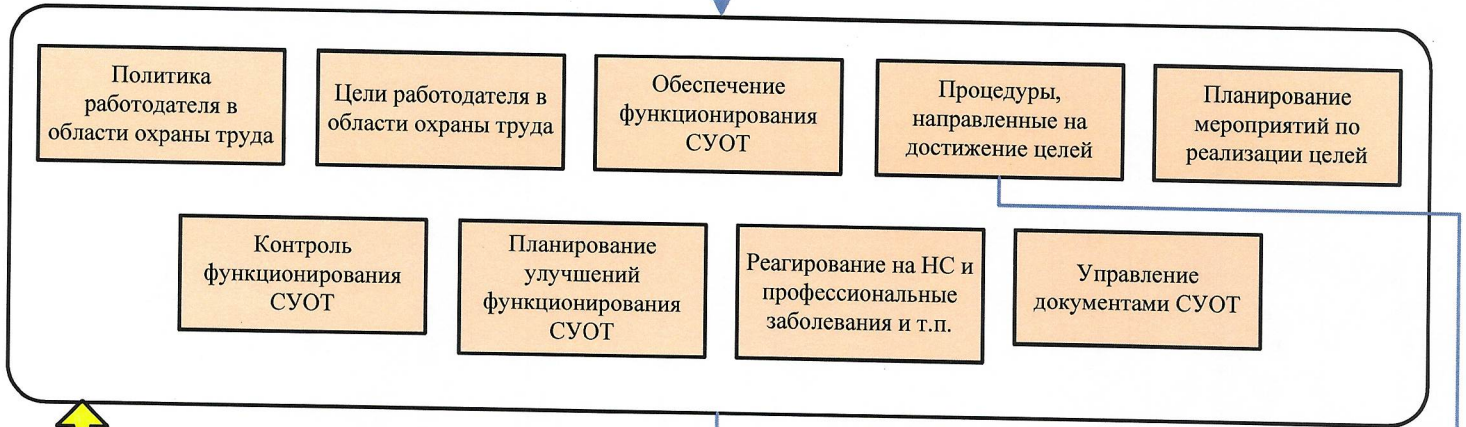 Политика
работодателя в
области охраны труда
Цели работодателя в
области охраны труда
Обеспечение
функционирования
СУОТ
Процедуры,
направленные на
достижение целей
Планирование
мероприятий по
реализации целей
Контроль
функционирования
СУОТ
Планирование
улучшений
функционирования
СУОТ
Реагирование на НС и
профессиональные
заболевания и т.п.
Управление
документами СУОТ